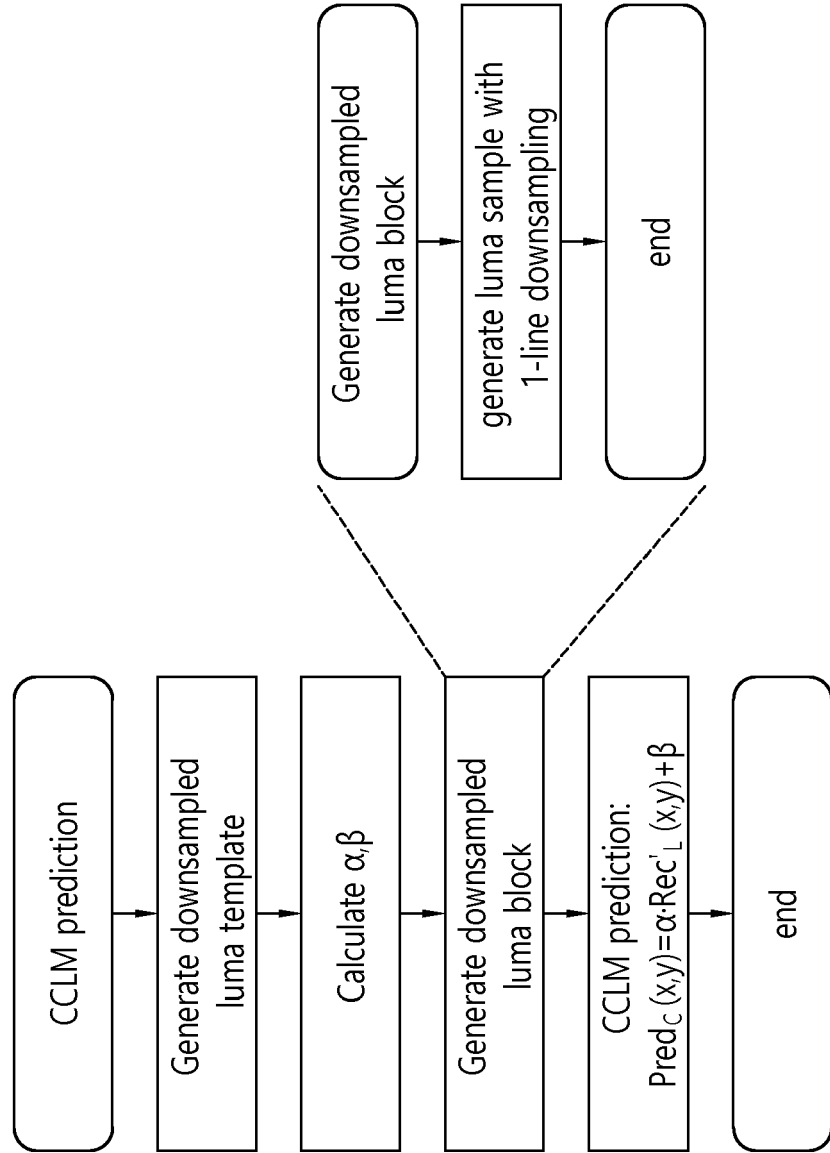 CCLM prediction
Generate downsampled
luma template
Calculate α,β
Generate downsampled
luma block
CCLM prediction:
Pred_C (x,y)=α·Rec'_L (x,y)+β
end
Generate downsampled
luma block
generate luma sample with
1-line downsampling
end